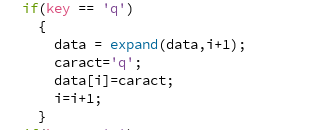 if(key == 'q')
{
data = expand(data,i+1);
caract='q';
data[i]=caract;
i=i+1;
}